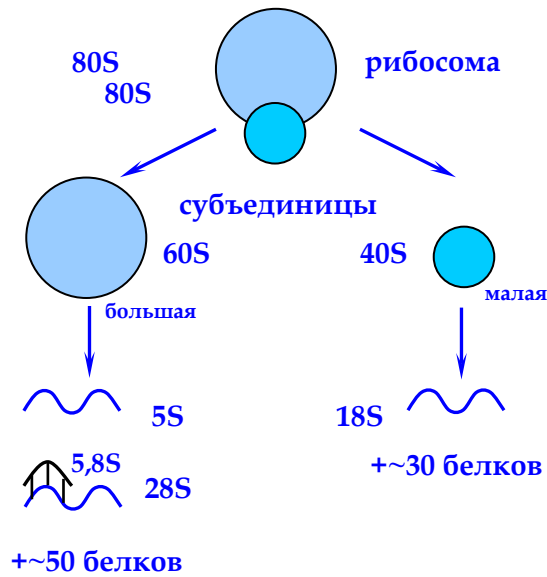 80S
80S
рибосома
субъединицы
60S
40S
большая
малая
5S
18S
5,8S
28S
+~30 белков
+~50 белков